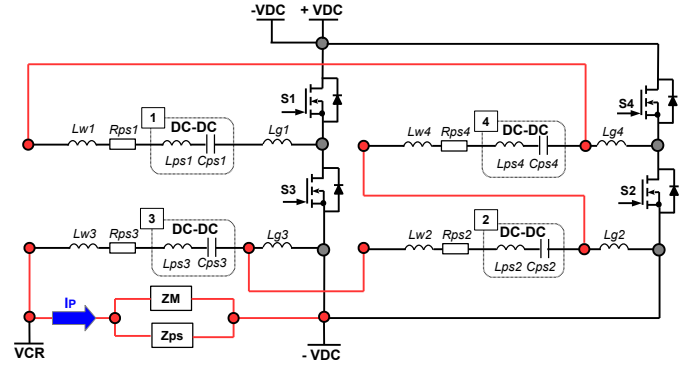 -VDC
+ VDC
S1
S4
1
DC-DC
Lw1
Rps1
Lps1
Cps1
Lg1
4
DC-DC
Lw4
Rps4
Lps4
Cps4
Lg4
S3
S2
3
DC-DC
Lw3
Rps3
Lps3
Cps3
Lg3
2
DC-DC
Lw2
Rps2
Lps2
Cps2
Lg2
IP
ZM
Zps
VCR
- VDC